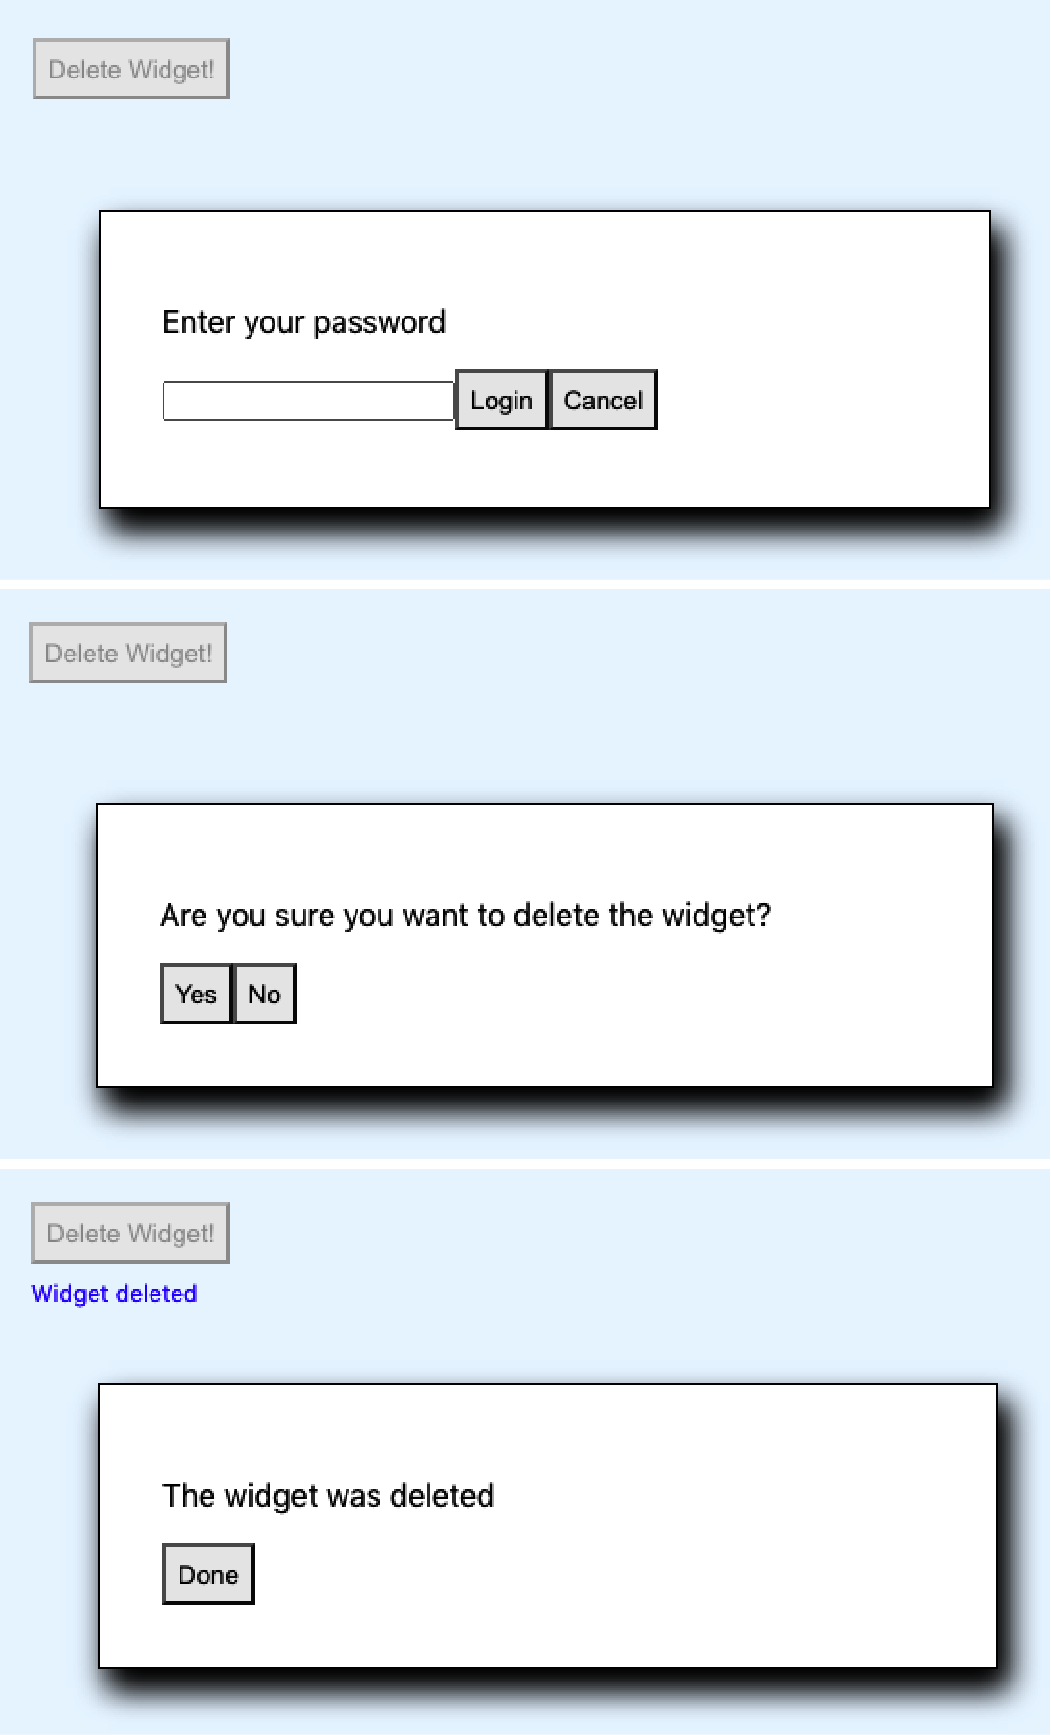 Delete Widget!
Enter your password
Login Cancel
Delete Widget!
Are you sure you want to delete the widget?
Yes No
Delete Widget!
Widget deleted
The widget was deleted
Done